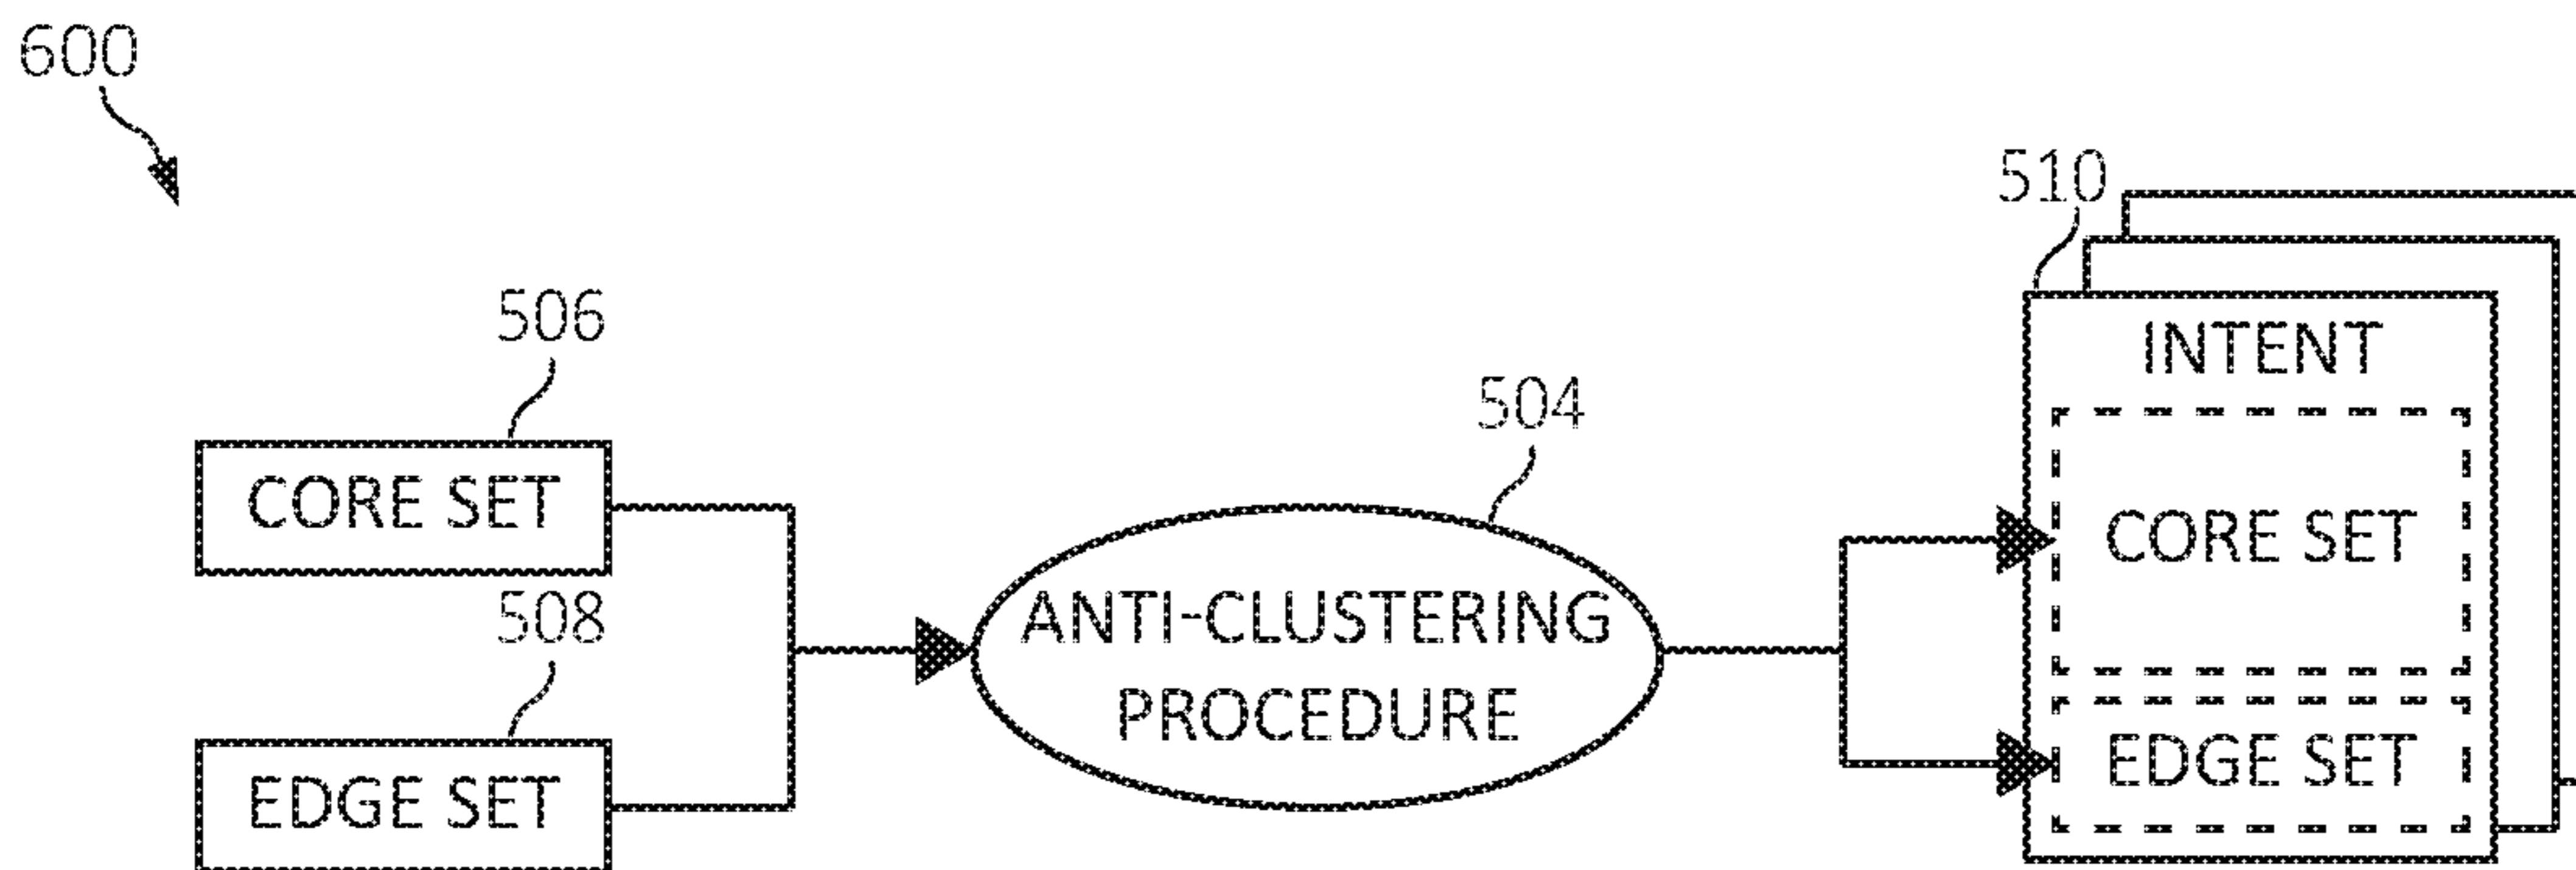 600
510
INTENT
506
504
CORE SET
CORE SET
508
ANTI-CLUSTERING
PROCEDURE
EDGE SET
EDGE SET